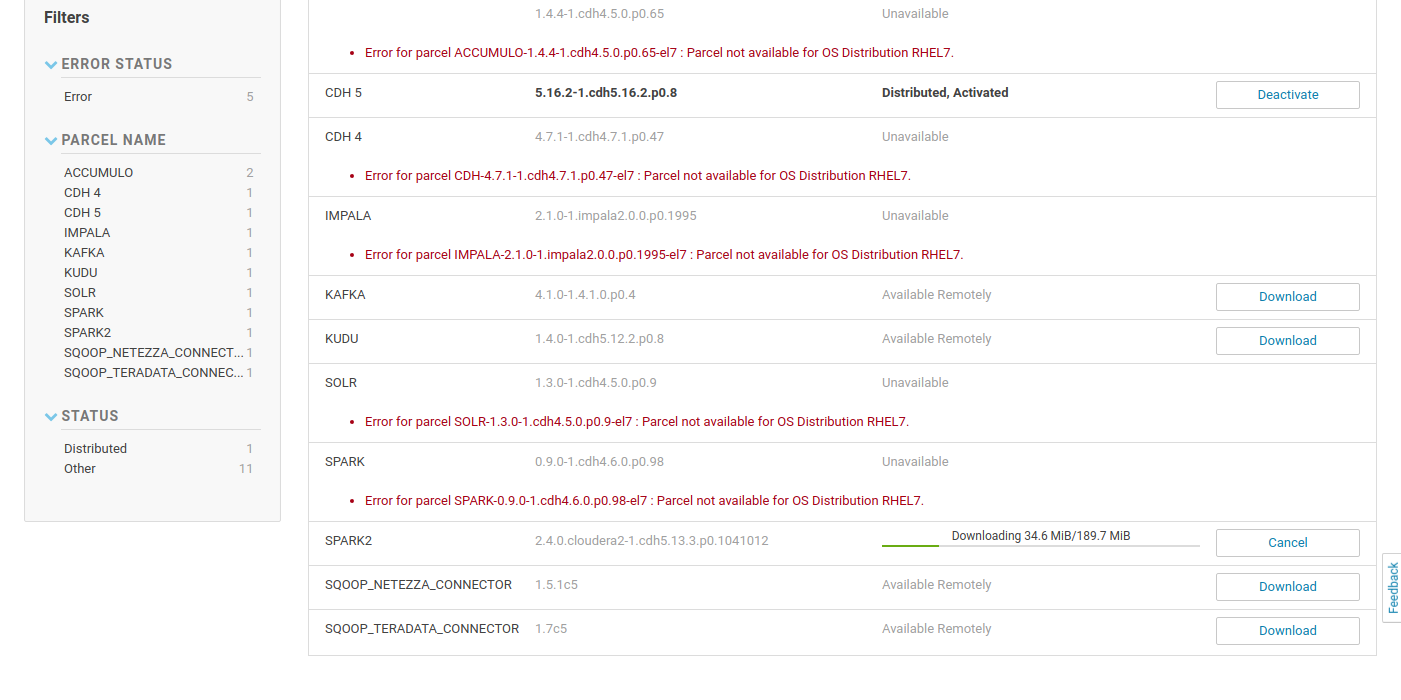 Filters
ERROR STATUS
Error 5
PARCEL NAME
ACCUMULO 2
CDH 4 1
CDH 5 1
IMPALA 1
KAFKA 1
KUDU 1
SOLR 1
SPARK 1
SPARK2 1
SQOOP_NETEZZA_CONNECT... 1
SQOOP_TERADATA_CONNEC... 1
STATUS
Distributed 1
Other 11
1.4.4-1.cdh4.5.0.p0.65 Unavailable
Error for parcel ACCUMULO-1.4.4-1.cdh4.5.0.p0.65-el7 : Parcel not available for OS Distribution RHEL7.
CDH 5 5.16.2-1.cdh5.16.2.p0.8 Distributed, Activated Deactivate
CDH 4 4.7.1-1.cdh4.7.1.p0.47 Unavailable
Error for parcel CDH-4.7.1-1.cdh4.7.1.p0.47-el7 : Parcel not available for OS Distribution RHEL7.
IMPALA 2.1.0-1.impala2.0.0.p0.1995 Unavailable
Error for parcel IMPALA-2.1.0-1.impala2.0.0.p0.1995-el7 : Parcel not available for OS Distribution RHEL7.
KAFKA 4.1.0-1.4.1.0.p0.4 Available Remotely Download
KUDU 1.4.0-1.cdh5.12.2.p0.8 Available Remotely Download
SOLR 1.3.0-1.cdh4.5.0.p0.9 Unavailable
Error for parcel SOLR-1.3.0-1.cdh4.5.0.p0.9-el7 : Parcel not available for OS Distribution RHEL7.
SPARK 0.9.0-1.cdh4.6.0.p0.98 Unavailable
Error for parcel SPARK-0.9.0-1.cdh4.6.0.p0.98-el7 : Parcel not available for OS Distribution RHEL7.
SPARK2 2.4.0.cloudera2-1.cdh5.13.3.p0.1041012 Downloading 34.6 MiB/189.7 MiB Cancel
SQOOP_NETEZZA_CONNECTOR 1.5.1c5 Available Remotely Download
SQOOP_TERADATA_CONNECTOR 1.7c5 Available Remotely Download
Feedback